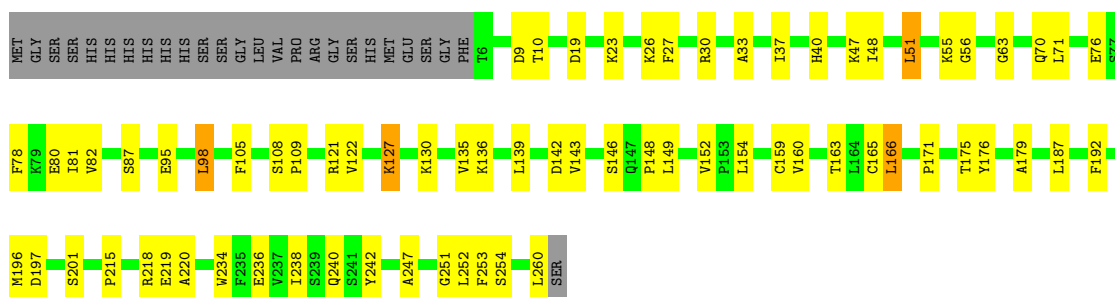 MET GLY SER SER HIS HIS HIS HIS HIS HIS SER SER GLY LEU VAL PRO ARG GLY SER HIS MET GLU SER GLY PHE T6 D9 T10 D19 K23 K26 F27 R30 A33 I37 H40 K47 I48 L51 K55 G56 G63 Q70 L71 E76 S77
F78 K79 E80 I81 V82 S87 E95 L98 F105 S108 P109 R121 V122 K127 K130 V135 K136 L139 D142 V143 S146 Q147 P148 L149 V152 P153 L154 C159 V160 T163 L164 C165 L166 P171 T175 Y176 A179 L187 F192
M196 D197 S201 P215 R218 E219 A220 W234 F235 E236 V237 I238 S239 Q240 S241 Y242 A247 G251 L252 F253 S254 L260 SER